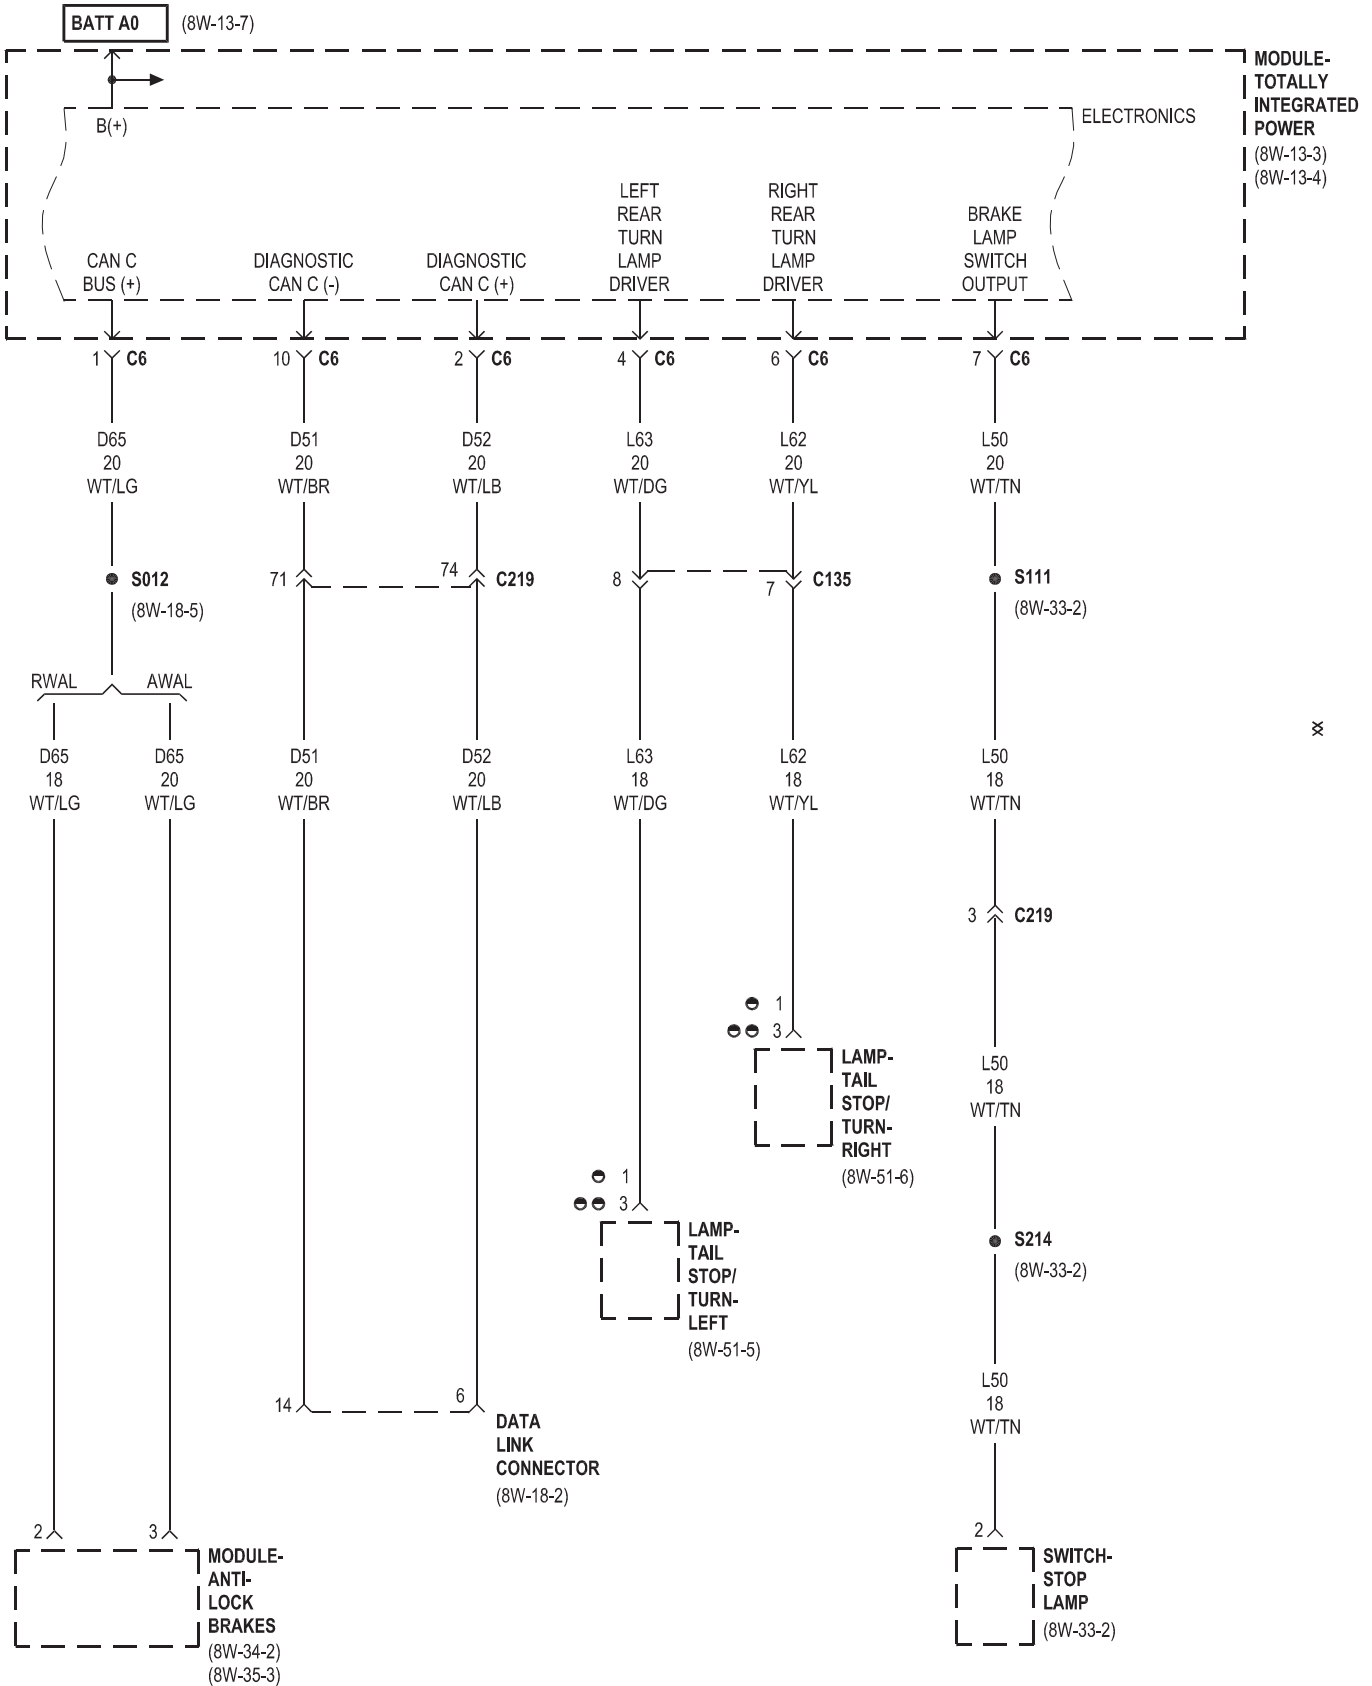 BATT A0 (8W-13-7)
MODULE-
TOTALLY
INTEGRATED
POWER
(8W-13-3)
(8W-13-4)
ELECTRONICS
B(+)
CAN C
BUS (+)
DIAGNOSTIC
CAN C (-)
DIAGNOSTIC
CAN C (+)
LEFT
REAR
TURN
LAMP
DRIVER
RIGHT
REAR
TURN
LAMP
DRIVER
BRAKE
LAMP
SWITCH
OUTPUT
1 C6
10 C6
2 C6
4 C6
6 C6
7 C6
D65
20
WT/LG
D51
20
WT/BR
D52
20
WT/LB
L63
20
WT/DG
L62
20
WT/YL
L50
20
WT/TN
S012
(8W-18-5)
71
74 C219
8
7 C135
S111
(8W-33-2)
RWAL AWAL
D65
18
WT/LG
D65
20
WT/LG
D51
20
WT/BR
D52
20
WT/LB
L63
18
WT/DG
L62
18
WT/YL
L50
18
WT/TN
3 C219
1
3
LAMP-
TAIL
STOP/
TURN-
RIGHT
(8W-51-6)
L50
18
WT/TN
1
3
LAMP-
TAIL
STOP/
TURN-
LEFT
(8W-51-5)
S214
(8W-33-2)
14
6
DATA
LINK
CONNECTOR
(8W-18-2)
L50
18
WT/TN
2
3
MODULE-
ANTI-
LOCK
BRAKES
(8W-34-2)
(8W-35-3)
2
SWITCH-
STOP
LAMP
(8W-33-2)